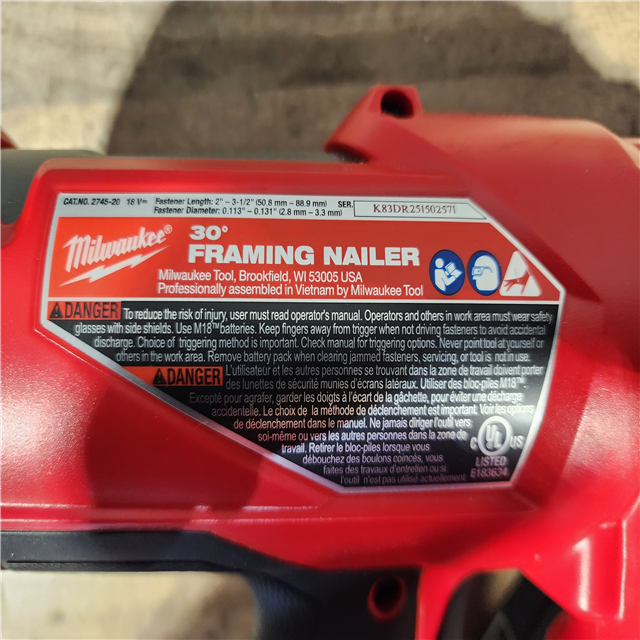 CAT.NO. 2745-20 18 V⎓ Fastener Length: 2" – 3-1/2" (50.8 mm – 88.9 mm) SER. K83DR251502571
Fastener Diameter: 0.113" – 0.131" (2.8 mm – 3.3 mm)
Milwaukee®
30°
FRAMING NAILER
Milwaukee Tool, Brookfield, WI 53005 USA
Professionally assembled in Vietnam by Milwaukee Tool
DANGER To reduce the risk of injury, user must read operator's manual. Operators and others in work area must wear safety
glasses with side shields. Use M18™ batteries. Keep fingers away from trigger when not driving fasteners to avoid accidental
discharge. Choice of triggering method is important. Check manual for triggering options. Never point tool at yourself or
others in the work area. Remove battery pack when clearing jammed fasteners, servicing, or tool is not in use.
DANGER L'utilisateur et les autres personnes se trouvant dans la zone de travail doivent porter
des lunettes de sécurité munies d'écrans latéraux. Utiliser des bloc-piles M18™.
Excepté pour agrafer, garder les doigts à l'écart de la gâchette, pour éviter une décharge
accidentelle. Le choix de la méthode de déclenchement est important. Voir les options
de déclenchement dans le manuel. Ne jamais diriger l'outil vers
soi-même ou vers les autres personnes dans la zone de
travail. Retirer le bloc-piles lorsque vous
débouchez des boulons coincés, vous
faites des travaux d'entretien ou si
l'outil n'est pas utilisé actuellement.
C UL US
LISTED
E183634